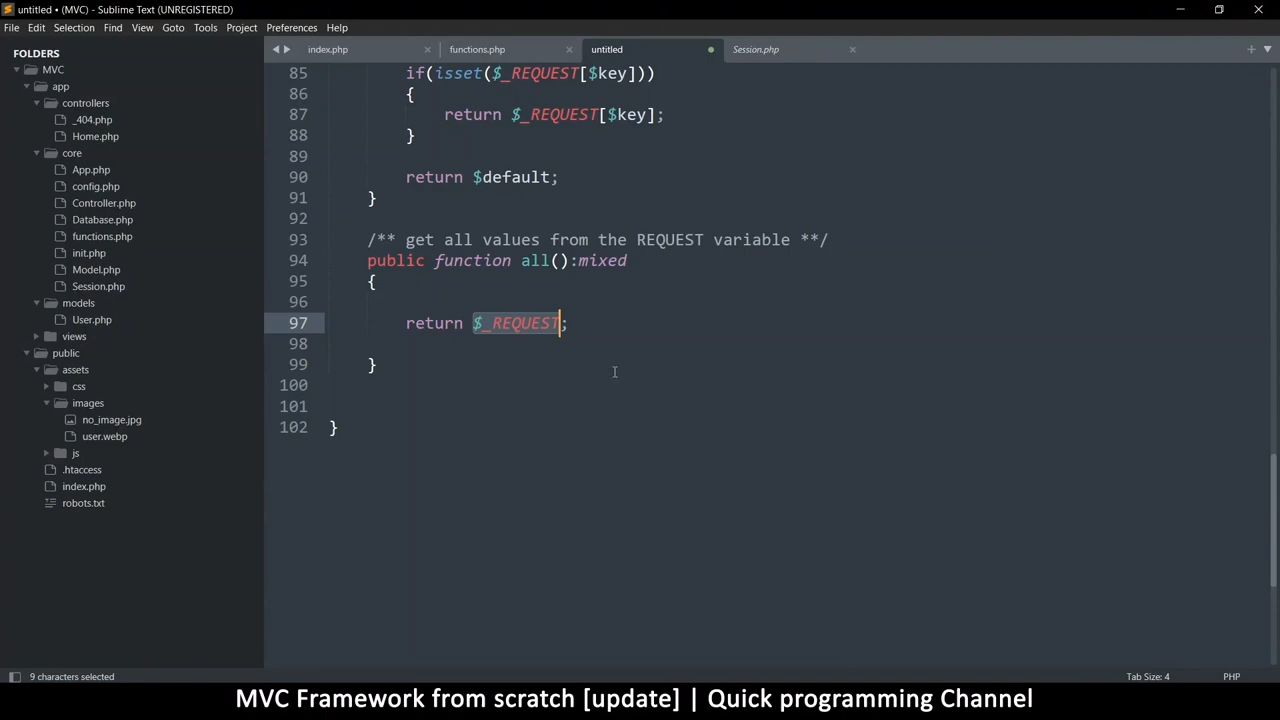 untitled • (MVC) - Sublime Text (UNREGISTERED)
File Edit Selection Find View Goto Tools Project Preferences Help
FOLDERS
MVC
app
controllers
_404.php
Home.php
core
App.php
config.php
Controller.php
Database.php
functions.php
init.php
Model.php
Session.php
models
User.php
views
public
assets
css
images
no_image.jpg
user.webp
js
.htaccess
index.php
robots.txt
index.php functions.php untitled Session.php
85 if(isset($_REQUEST[$key]))
86 {
87 return $_REQUEST[$key];
88 }
89
90 return $default;
91 }
92
93 /** get all values from the REQUEST variable **/
94 public function all():mixed
95 {
96
97 return $_REQUEST;
98
99 }
100
101
102 }
9 characters selected Tab Size: 4 PHP
MVC Framework from scratch [update] | Quick programming Channel